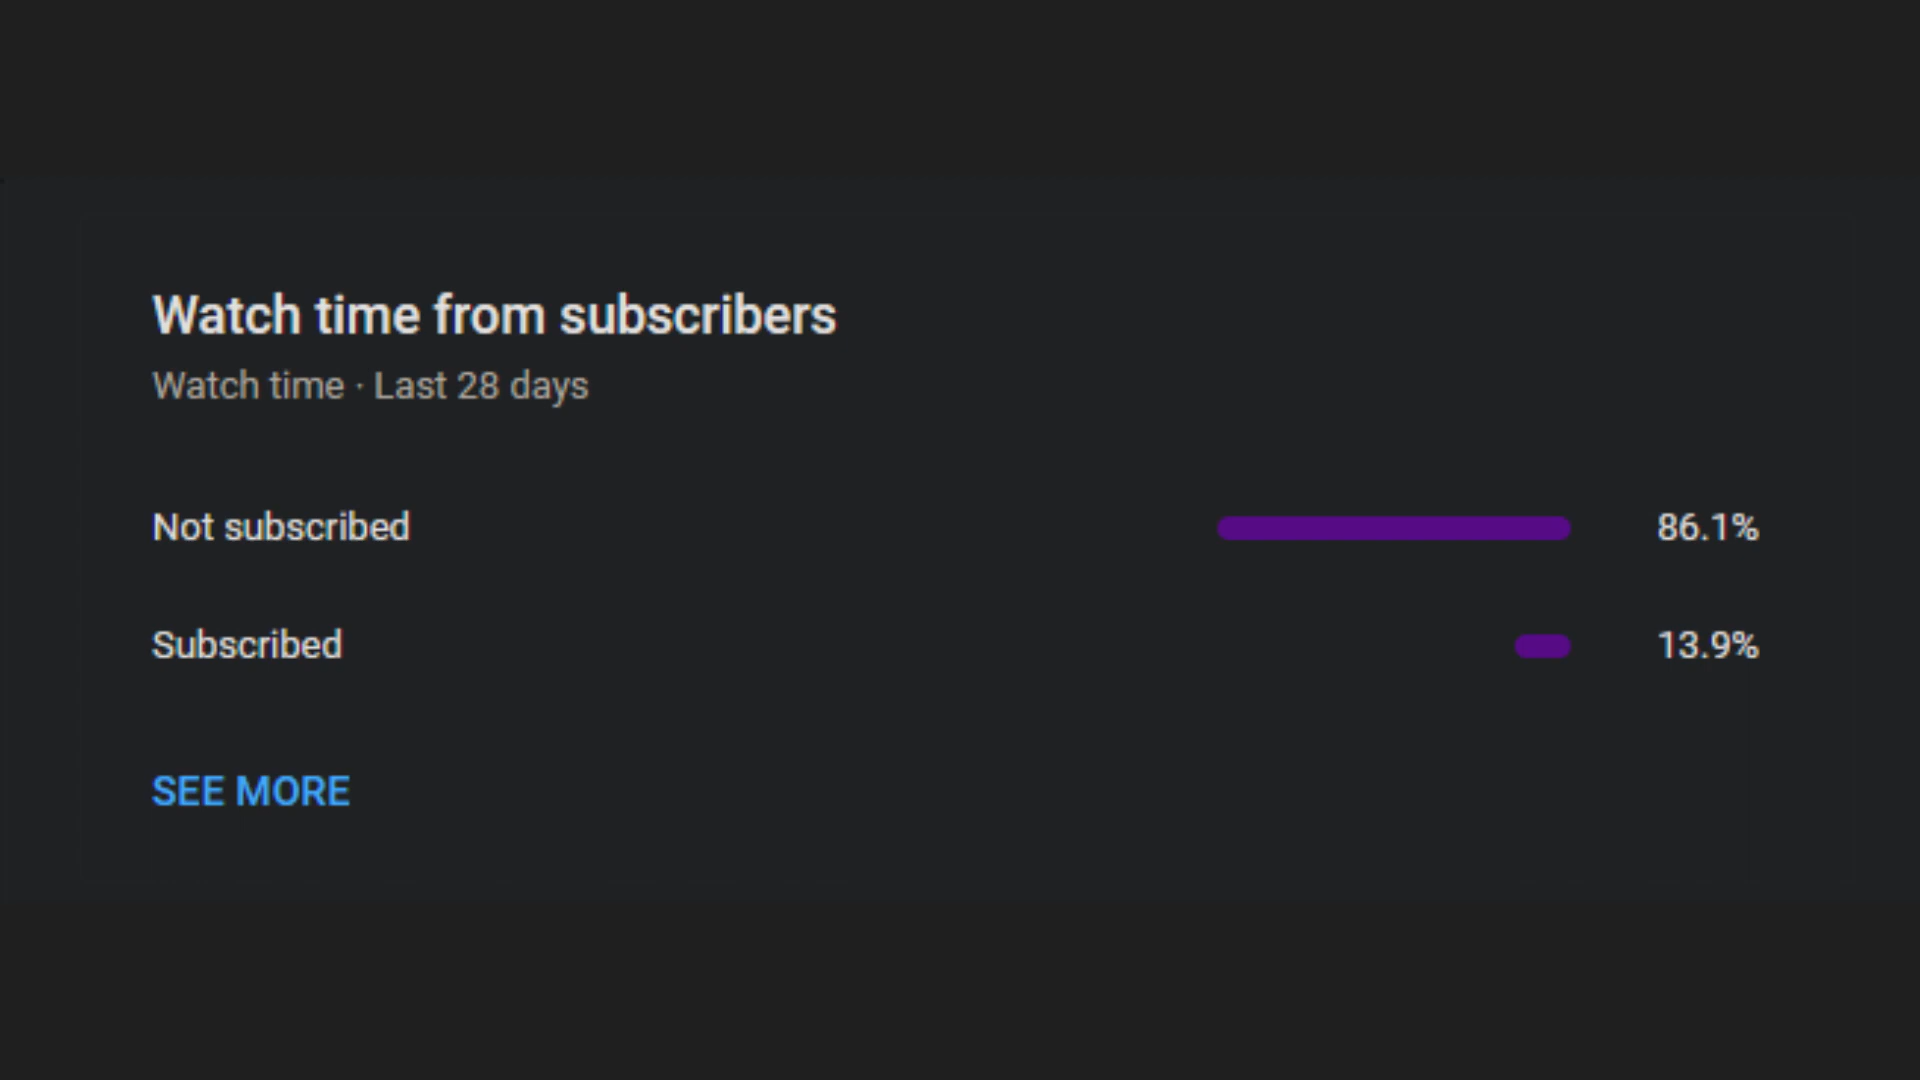 Watch time from subscribers
Watch time · Last 28 days
Not subscribed 86.1%
Subscribed 13.9%
SEE MORE